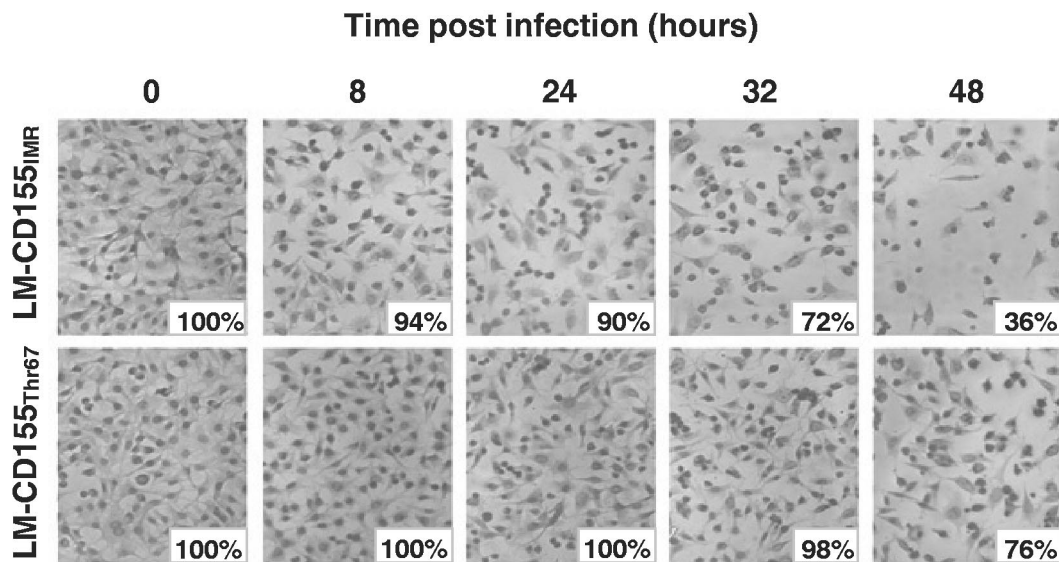 Time post infection (hours)
0 8 24 32 48
LM-CD155IMR
100% 94% 90% 72% 36%
LM-CD155Thr67
100% 100% 100% 98% 76%